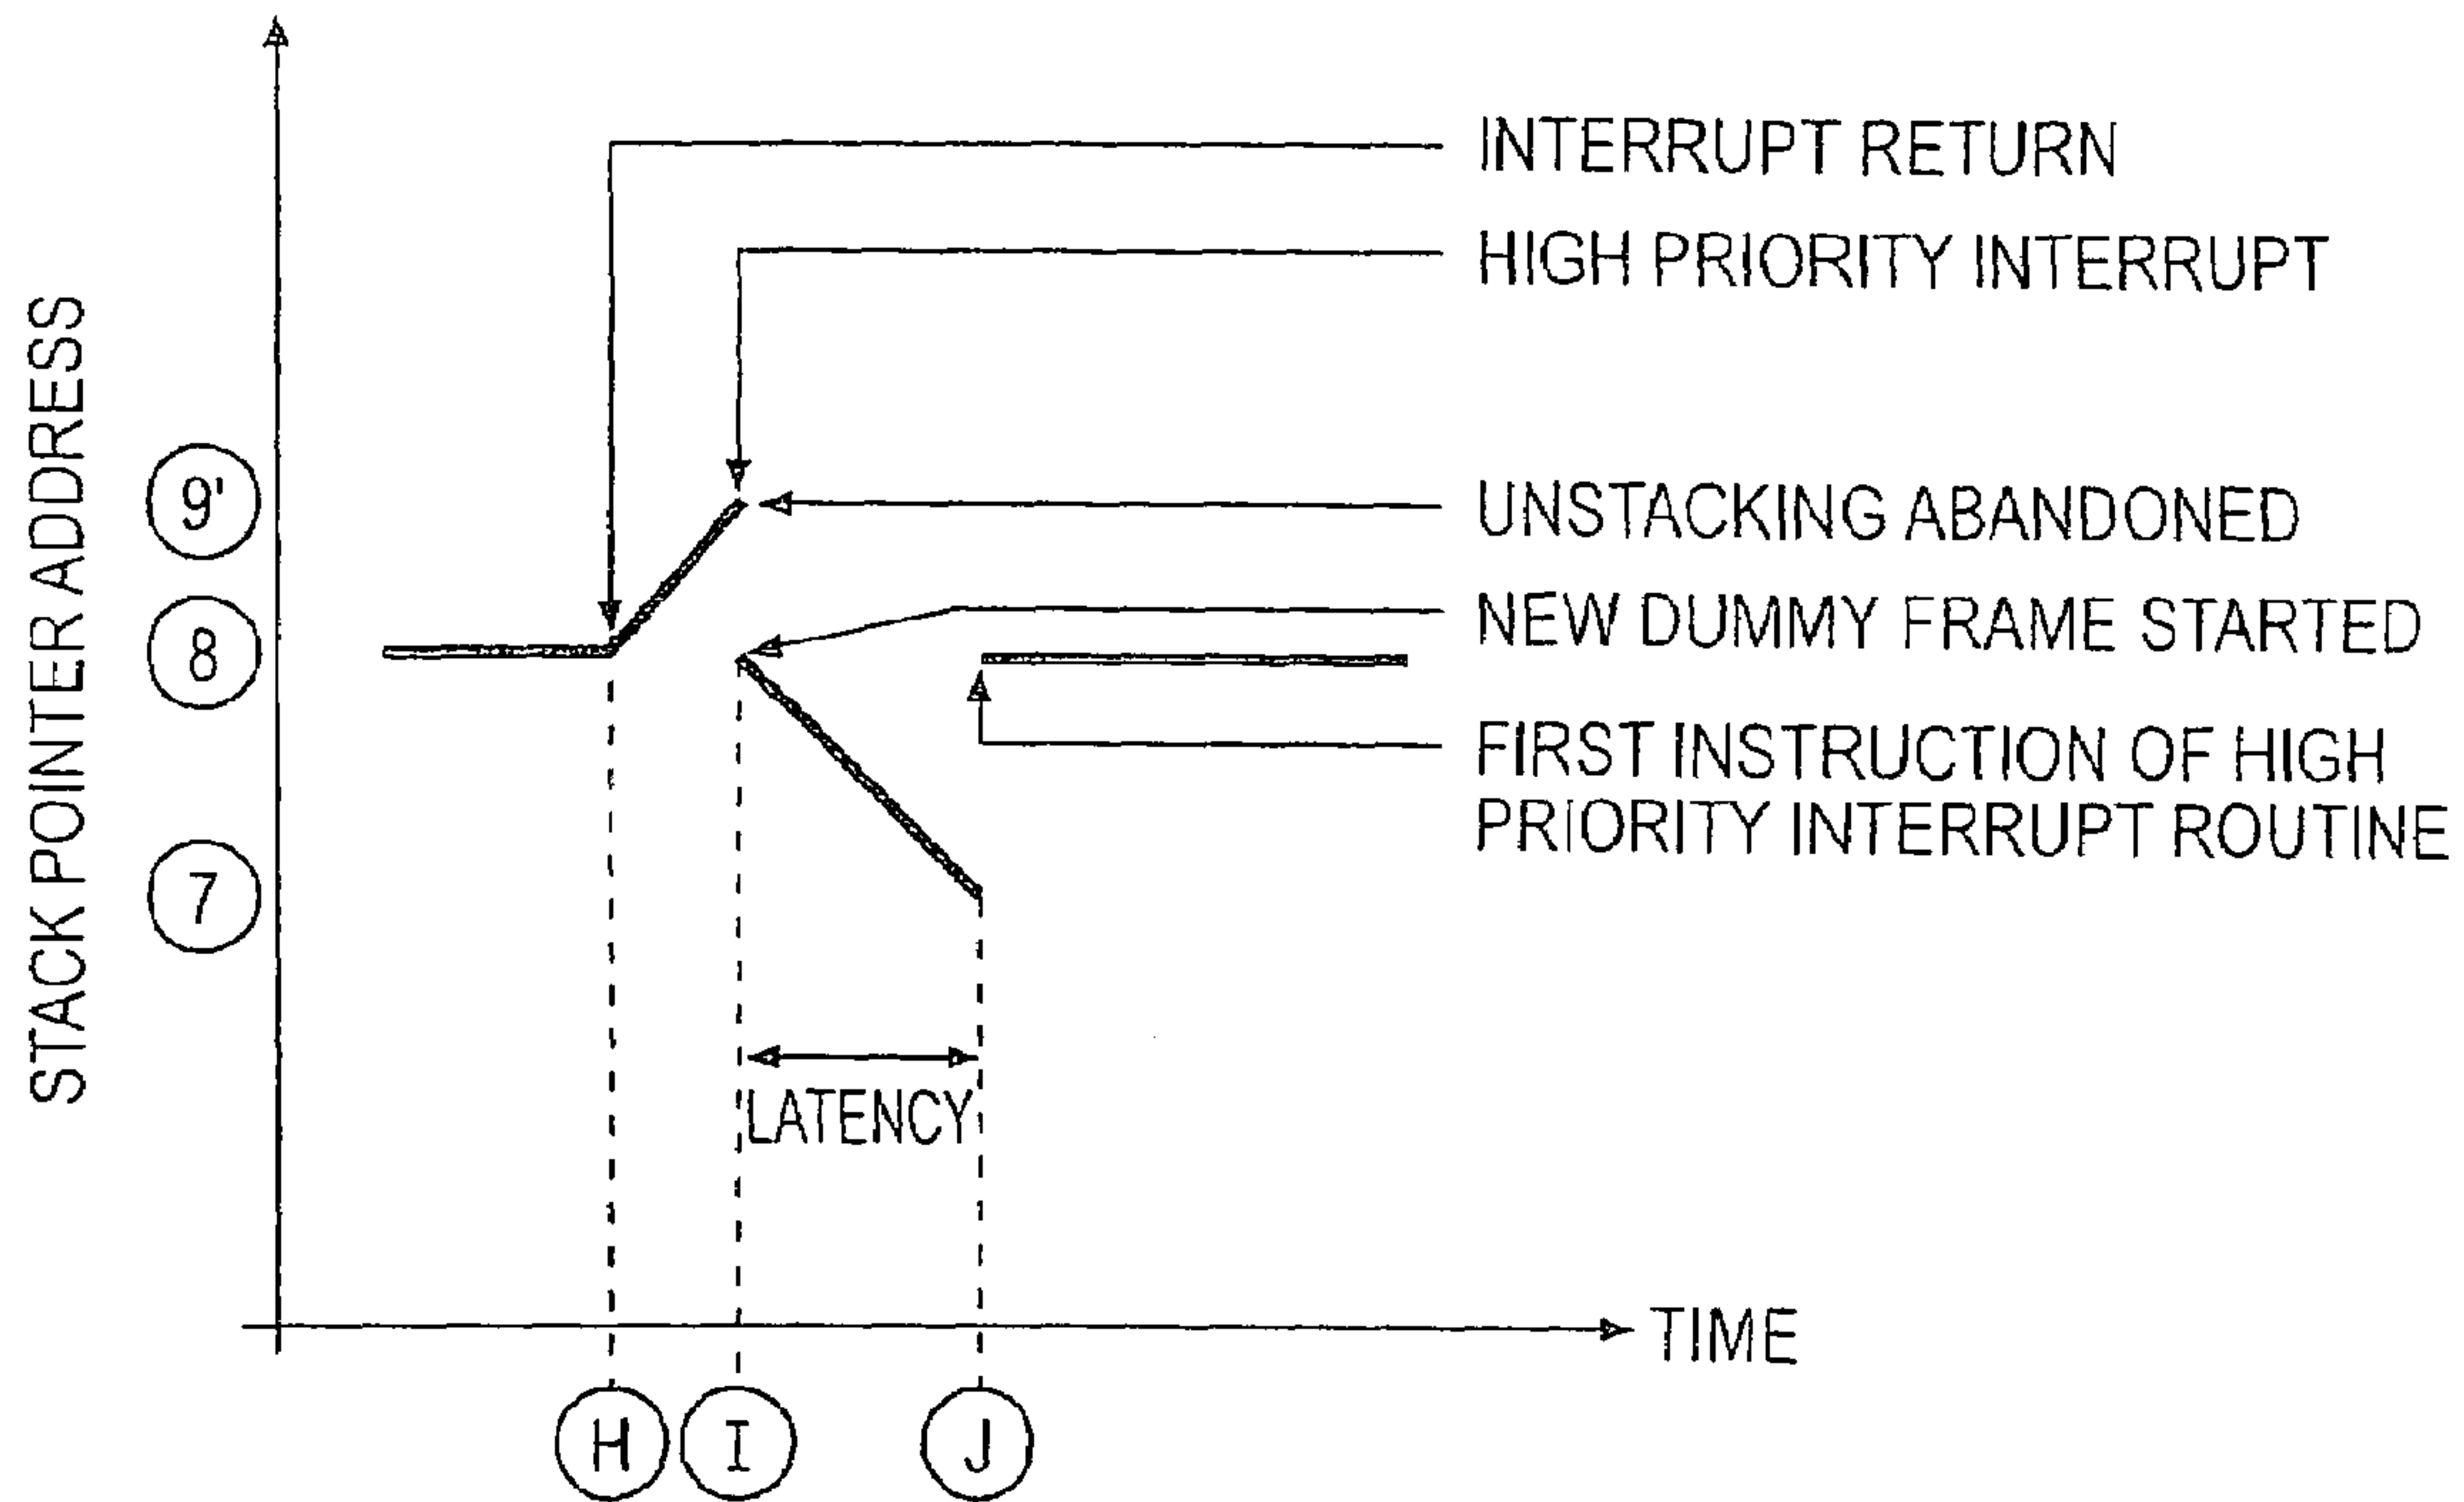 INTERRUPT RETURN
HIGH PRIORITY INTERRUPT
UNSTACKING ABANDONED
NEW DUMMY FRAME STARTED
FIRST INSTRUCTION OF HIGH
PRIORITY INTERRUPT ROUTINE
STACK POINTER ADDRESS
9'
8
7
LATENCY
TIME
H
I
J